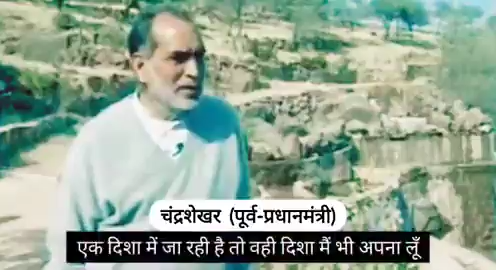 चंद्रशेखर (पूर्व-प्रधानमंत्री)
एक दिशा में जा रही है तो वही दिशा मैं भी अपना लूँ